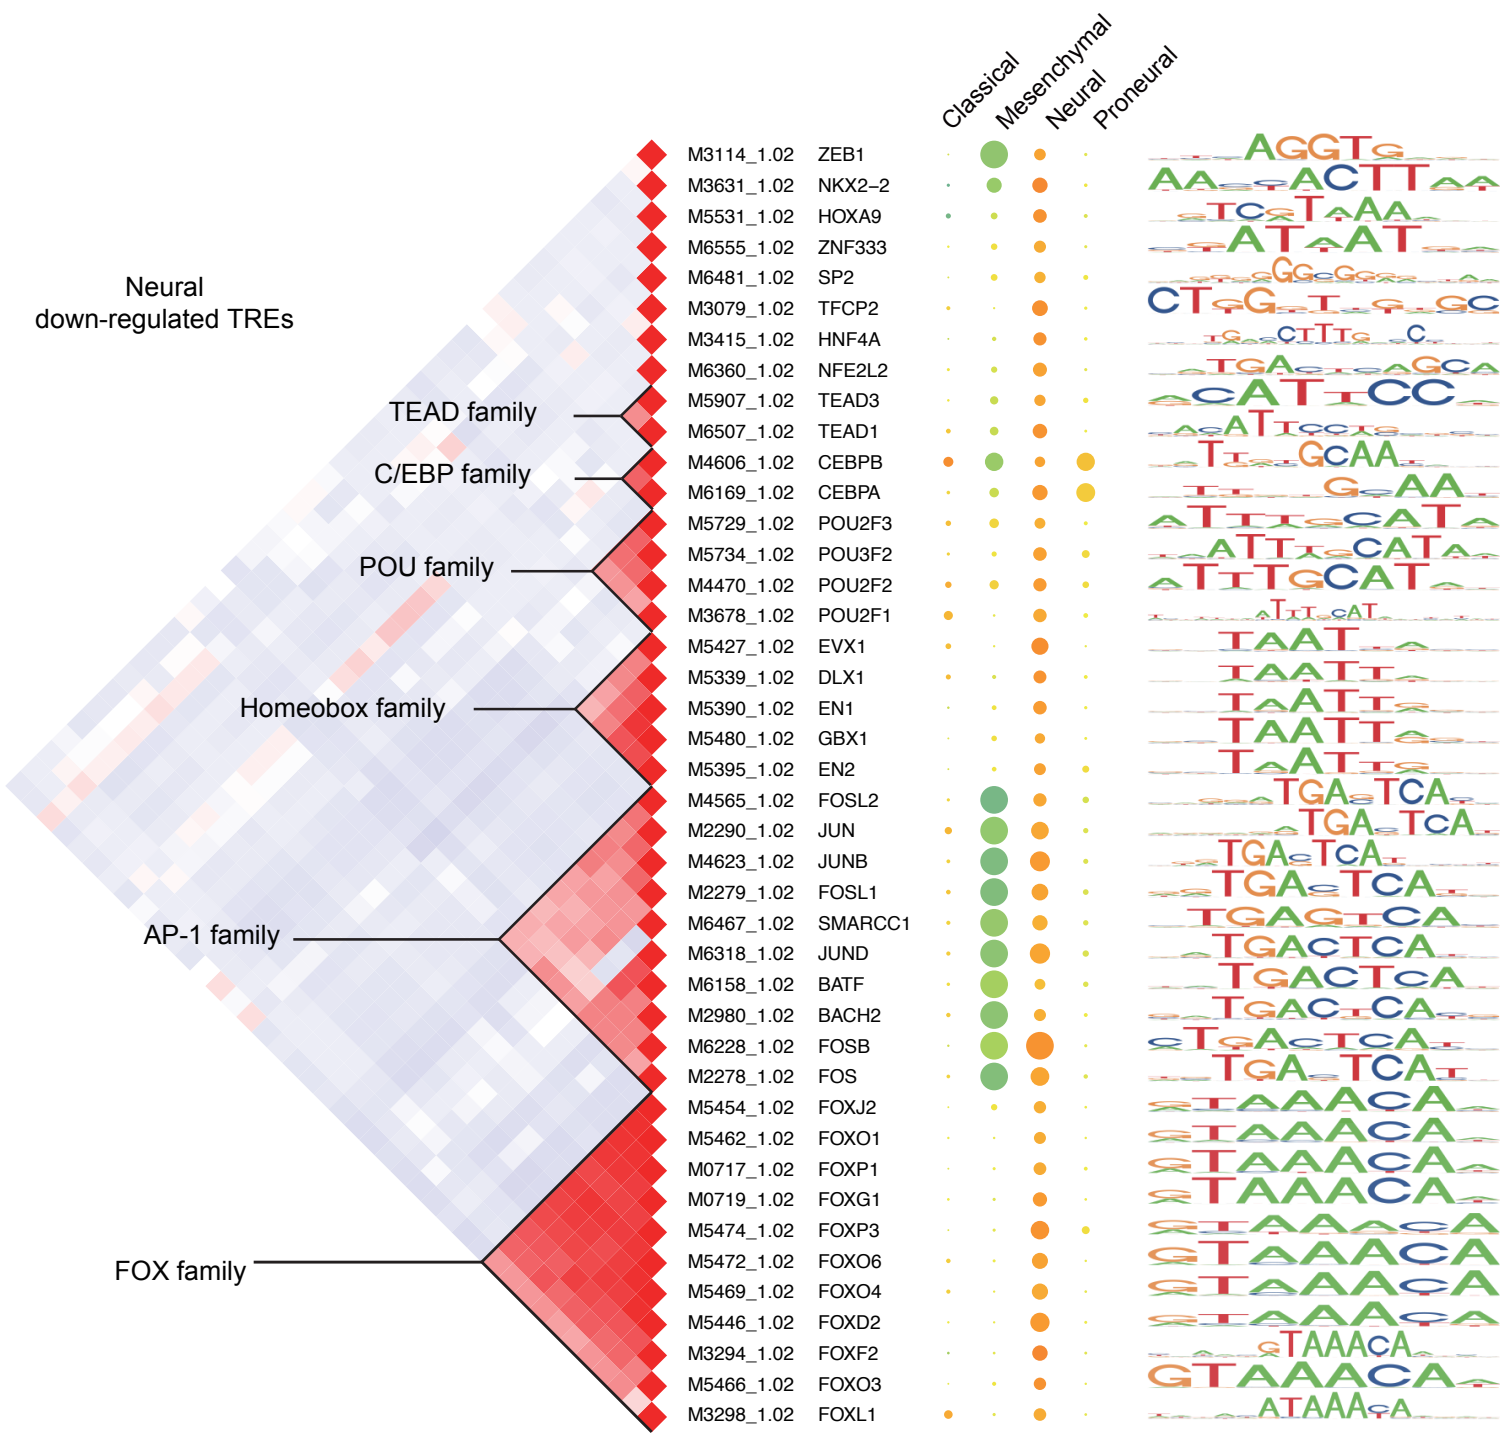 Classical
Mesenchymal
Neural
Proneural
Neural
down-regulated TREs
TEAD family
C/EBP family
POU family
Homeobox family
AP-1 family
FOX family
M3114_1.02 ZEB1
M3631_1.02 NKX2−2
M5531_1.02 HOXA9
M6555_1.02 ZNF333
M6481_1.02 SP2
M3079_1.02 TFCP2
M3415_1.02 HNF4A
M6360_1.02 NFE2L2
M5907_1.02 TEAD3
M6507_1.02 TEAD1
M4606_1.02 CEBPB
M6169_1.02 CEBPA
M5729_1.02 POU2F3
M5734_1.02 POU3F2
M4470_1.02 POU2F2
M3678_1.02 POU2F1
M5427_1.02 EVX1
M5339_1.02 DLX1
M5390_1.02 EN1
M5480_1.02 GBX1
M5395_1.02 EN2
M4565_1.02 FOSL2
M2290_1.02 JUN
M4623_1.02 JUNB
M2279_1.02 FOSL1
M6467_1.02 SMARCC1
M6318_1.02 JUND
M6158_1.02 BATF
M2980_1.02 BACH2
M6228_1.02 FOSB
M2278_1.02 FOS
M5454_1.02 FOXJ2
M5462_1.02 FOXO1
M0717_1.02 FOXP1
M0719_1.02 FOXG1
M5474_1.02 FOXP3
M5472_1.02 FOXO6
M5469_1.02 FOXO4
M5446_1.02 FOXD2
M3294_1.02 FOXF2
M5466_1.02 FOXO3
M3298_1.02 FOXL1